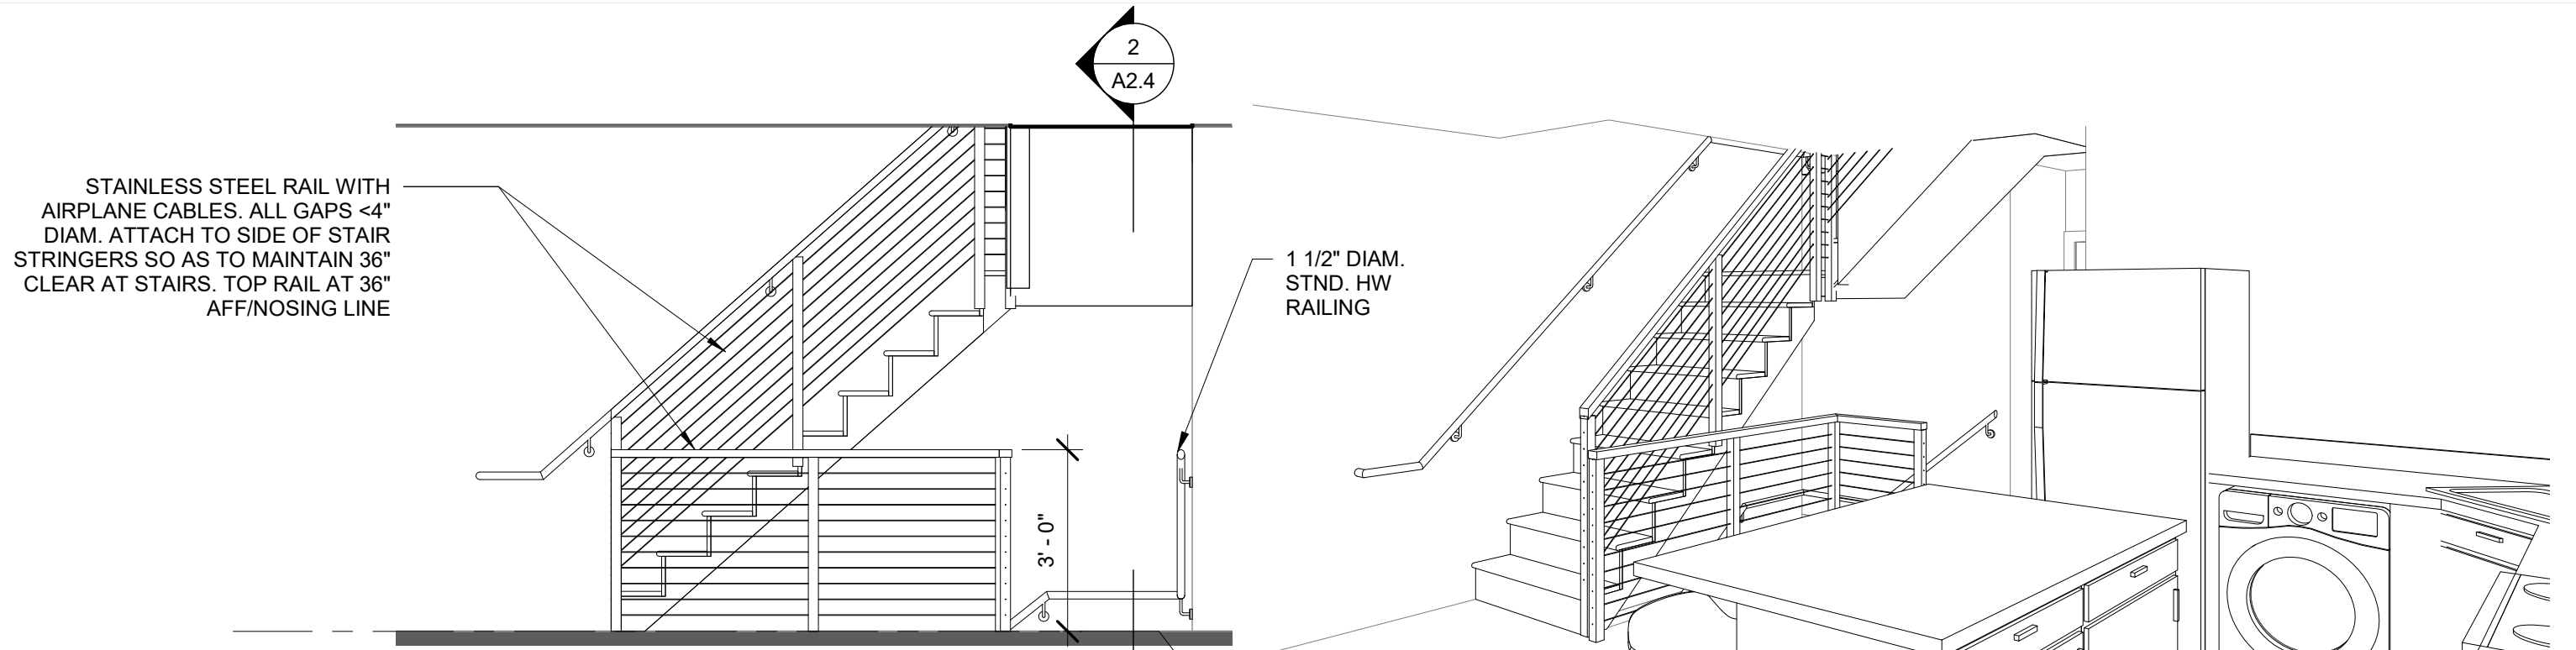 2
A2.4
STAINLESS STEEL RAIL WITH
AIRPLANE CABLES. ALL GAPS <4"
DIAM. ATTACH TO SIDE OF STAIR
STRINGERS SO AS TO MAINTAIN 36"
CLEAR AT STAIRS. TOP RAIL AT 36"
AFF/NOSING LINE
1 1/2" DIAM.
STND. HW
RAILING
3' - 0"